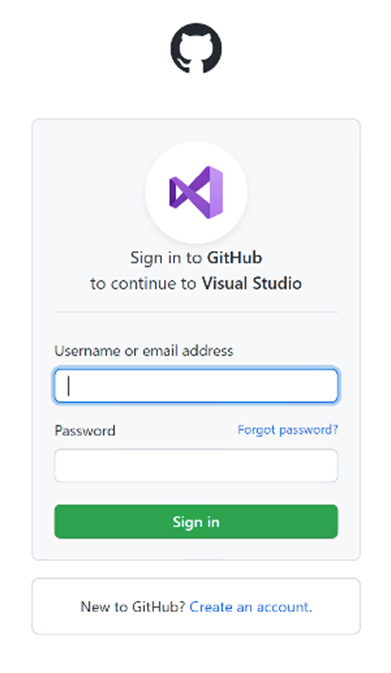 Sign in to GitHub
to continue to Visual Studio
Username or email address
Password Forgot password?
Sign in
New to GitHub? Create an account.